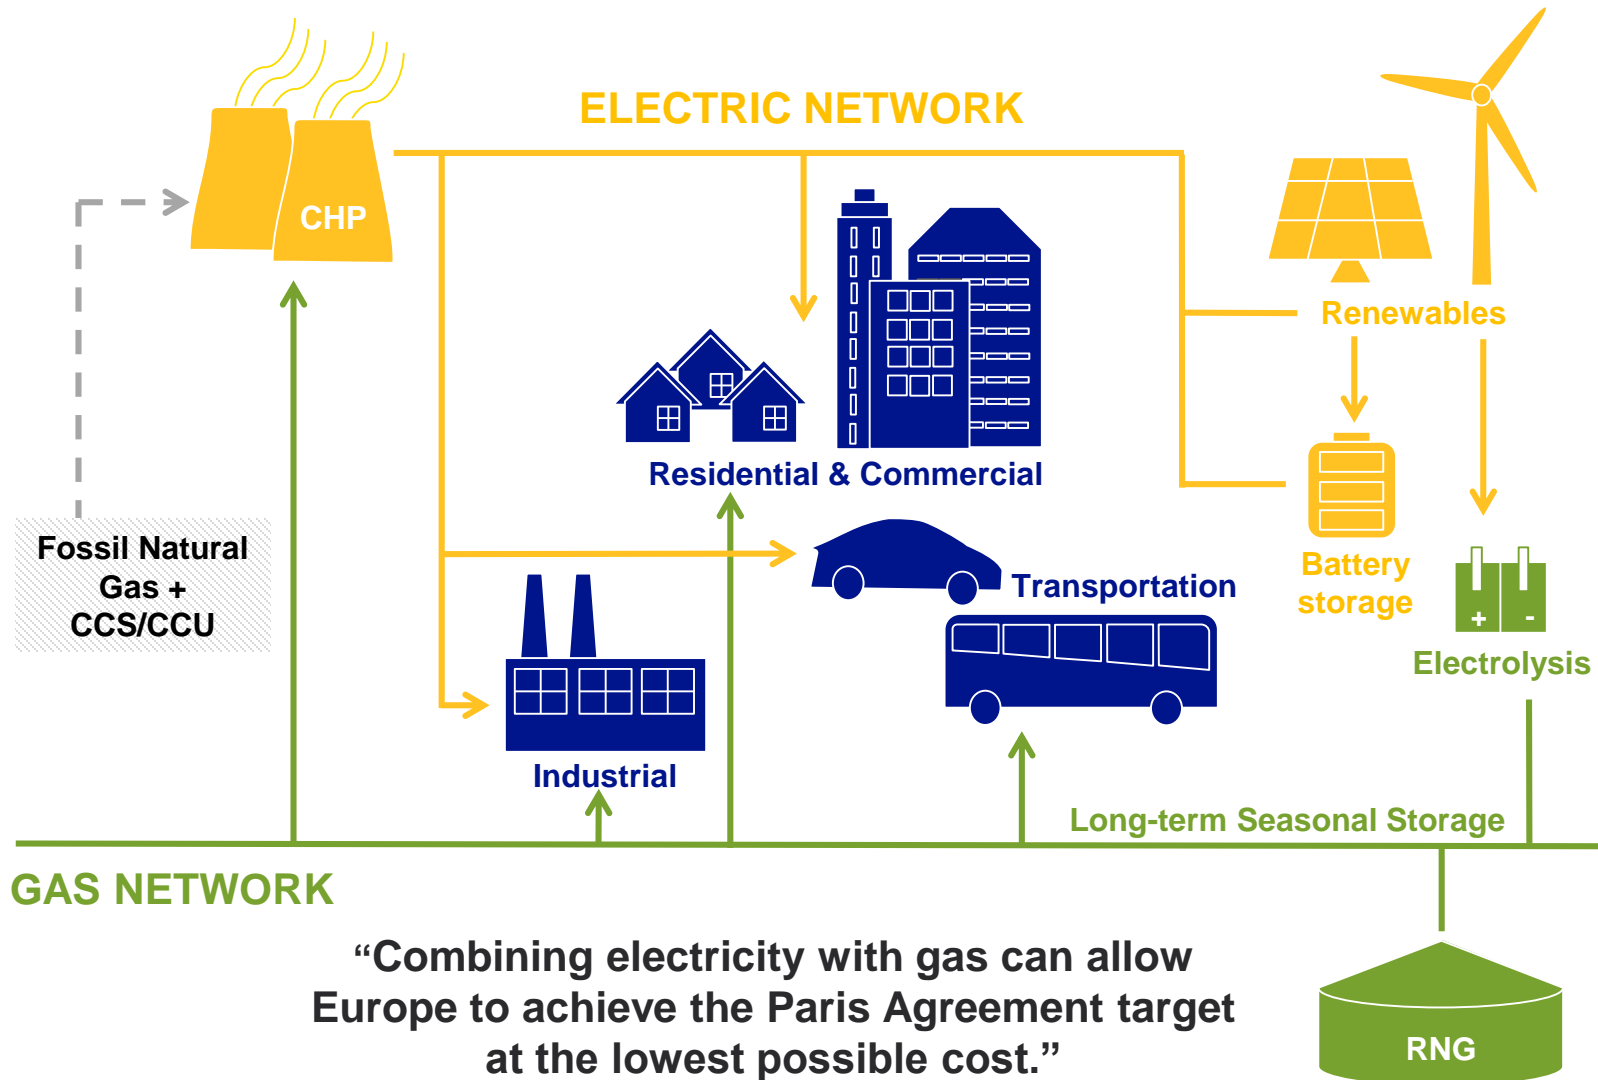 ELECTRIC NETWORK
CHP
Renewables
Residential & Commercial
Fossil Natural
Gas +
CCS/CCU
Battery
storage
Transportation
+ -
Electrolysis
Industrial
Long-term Seasonal Storage
GAS NETWORK
“Combining electricity with gas can allow
Europe to achieve the Paris Agreement target
at the lowest possible cost.”
RNG